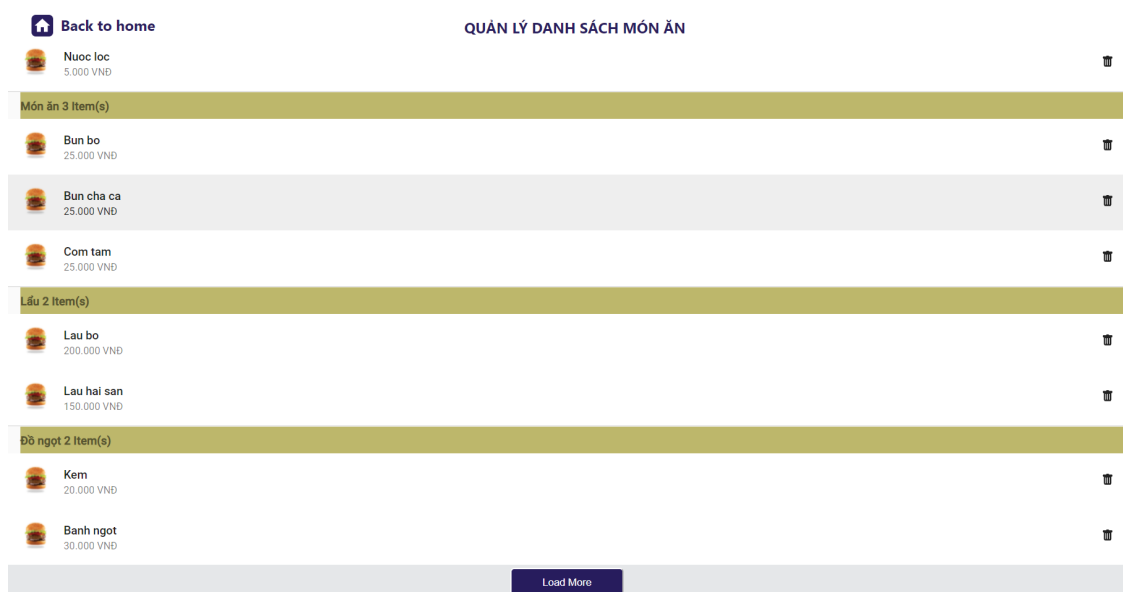 Back to home
QUẢN LÝ DANH SÁCH MÓN ĂN
Nuoc loc
5.000 VNĐ
Món ăn 3 Item(s)
Bun bo
25.000 VNĐ
Bun cha ca
25.000 VNĐ
Com tam
25.000 VNĐ
Lẩu 2 Item(s)
Lau bo
200.000 VNĐ
Lau hai san
150.000 VNĐ
Đồ ngọt 2 Item(s)
Kem
20.000 VNĐ
Banh ngot
30.000 VNĐ
Load More